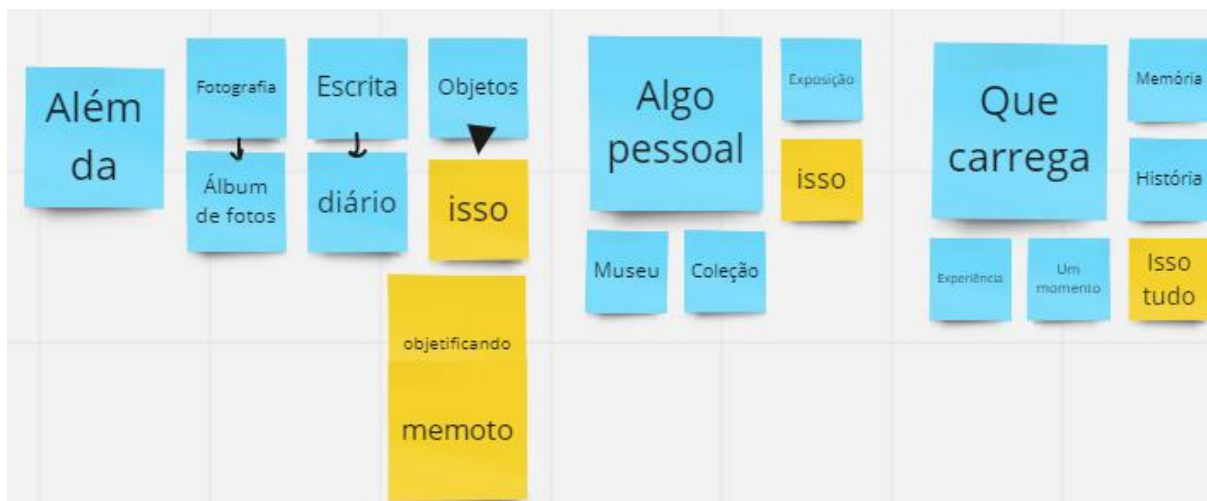 Além
da
Fotografia
Álbum
de fotos
Escrita
diário
Objetos
isso
objetificando
memoto
Algo
pessoal
Exposição
isso
Museu
Coleção
Que
carrega
Memória
História
Experiência
Um
momento
Isso
tudo